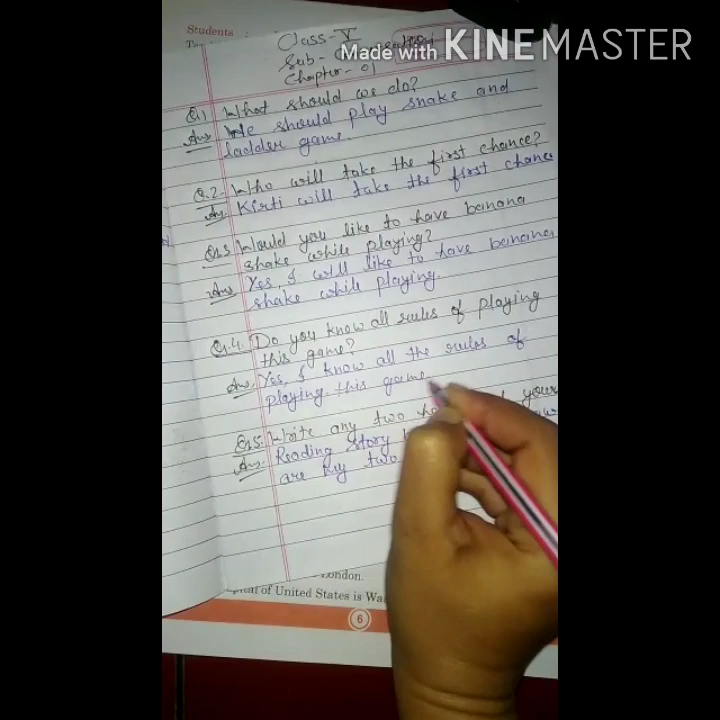 Students
Made with KINEMASTER
Class-V
Sub-
Chapter-01
Q.1 What should we do?
Ans We should play snake and
ladder game.
Q.2. Who will take the first chance?
Ans. Kirti will take the first chance
Q.3 Would you like to have banana
shake while playing?
Ans Yes, I will like to have banana
shake while playing.
Q.4. Do you know all rules of playing
this game?
Ans. Yes, I know all the rules of
playing this game.
Q.5. Write any two your
Ans. Reading story
are my two
London.
of United States is Wa
6